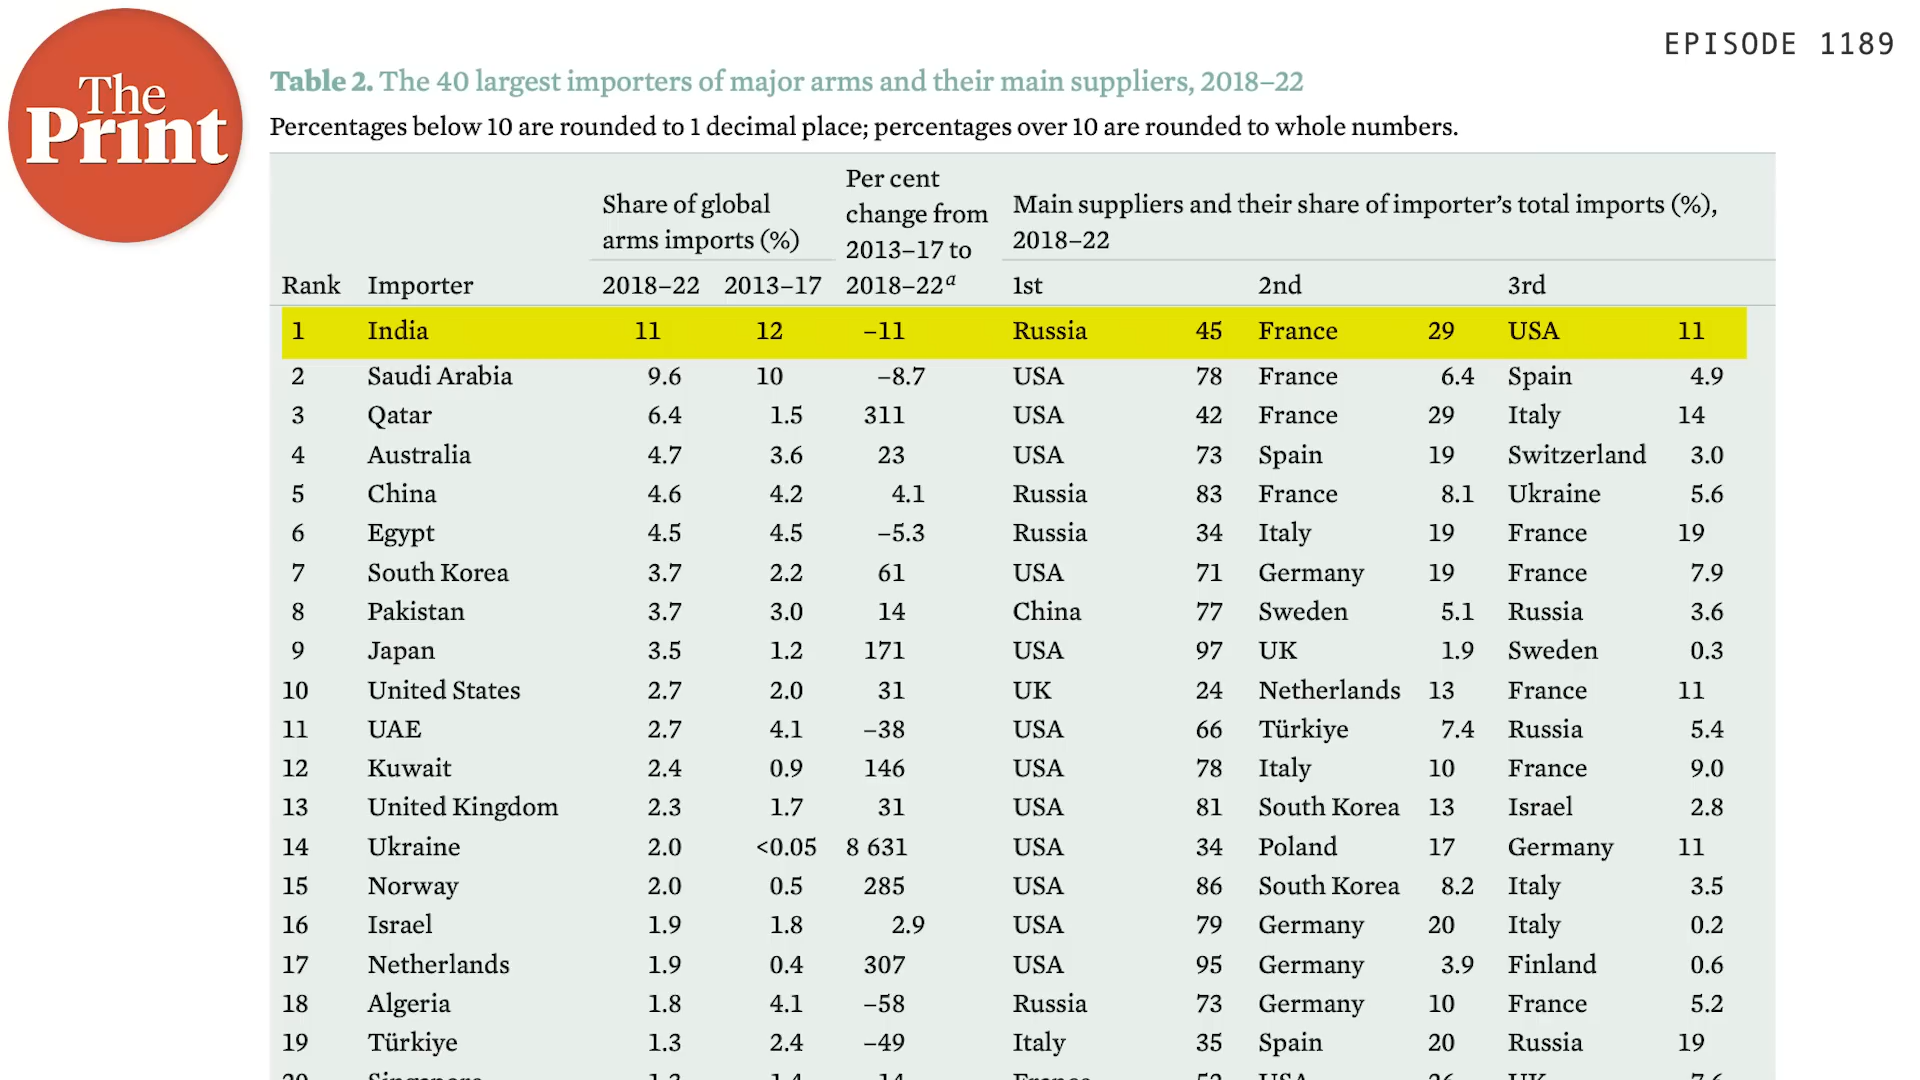 The
Print
EPISODE 1189
Table 2. The 40 largest importers of major arms and their main suppliers, 2018–22
Percentages below 10 are rounded to 1 decimal place; percentages over 10 are rounded to whole numbers.
Share of global
arms imports (%)
Per cent
change from
2013–17 to
2018–22a
Main suppliers and their share of importer's total imports (%),
2018–22
Rank Importer 2018–22 2013–17 1st 2nd 3rd
1 India 11 12 –11 Russia 45 France 29 USA 11
2 Saudi Arabia 9.6 10 –8.7 USA 78 France 6.4 Spain 4.9
3 Qatar 6.4 1.5 311 USA 42 France 29 Italy 14
4 Australia 4.7 3.6 23 USA 73 Spain 19 Switzerland 3.0
5 China 4.6 4.2 4.1 Russia 83 France 8.1 Ukraine 5.6
6 Egypt 4.5 4.5 –5.3 Russia 34 Italy 19 France 19
7 South Korea 3.7 2.2 61 USA 71 Germany 19 France 7.9
8 Pakistan 3.7 3.0 14 China 77 Sweden 5.1 Russia 3.6
9 Japan 3.5 1.2 171 USA 97 UK 1.9 Sweden 0.3
10 United States 2.7 2.0 31 UK 24 Netherlands 13 France 11
11 UAE 2.7 4.1 –38 USA 66 Türkiye 7.4 Russia 5.4
12 Kuwait 2.4 0.9 146 USA 78 Italy 10 France 9.0
13 United Kingdom 2.3 1.7 31 USA 81 South Korea 13 Israel 2.8
14 Ukraine 2.0 <0.05 8 631 USA 34 Poland 17 Germany 11
15 Norway 2.0 0.5 285 USA 86 South Korea 8.2 Italy 3.5
16 Israel 1.9 1.8 2.9 USA 79 Germany 20 Italy 0.2
17 Netherlands 1.9 0.4 307 USA 95 Germany 3.9 Finland 0.6
18 Algeria 1.8 4.1 –58 Russia 73 Germany 10 France 5.2
19 Türkiye 1.3 2.4 –49 Italy 35 Spain 20 Russia 19